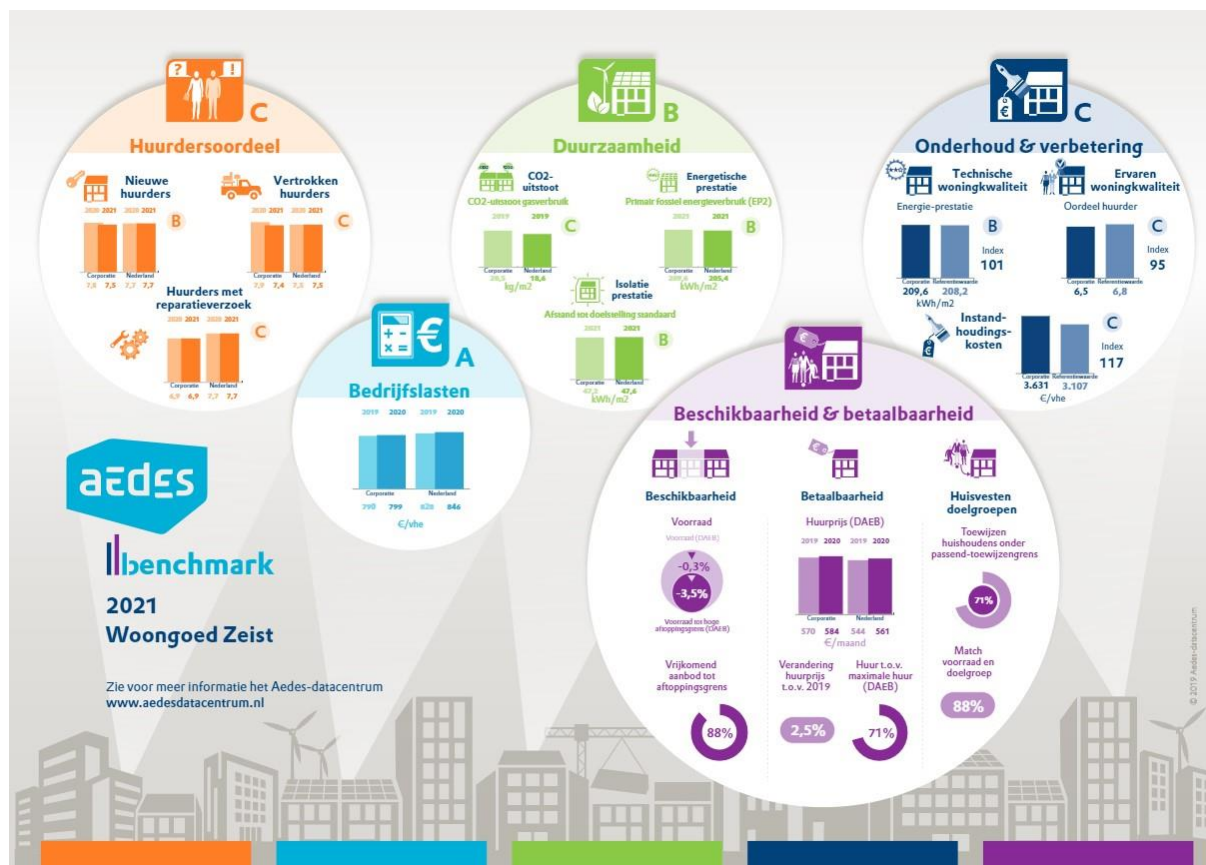 ? !
C
Huurdersoordeel
Nieuwe
huurders
2020 2021 2020 2021
B
Corporatie Nederland
7,5 7,7 7,7
Vertrokken
huurders
2020 2021 2020 2021
C
Corporatie Nederland
7,4 7,5 7,5
Huurders met
reparatieverzoek
2020 2021 2020 2021
C
Corporatie Nederland
6,9 6,9 7,7 7,7
€ A
Bedrijfslasten
2019 2020 2019 2020
Corporatie Nederland
790 799 828 846
€/vhe
B
Duurzaamheid
CO2-
uitstoot
CO2-uitstoot gasverbruik
2019 2019
C
Corporatie Nederland
18,6
kg/m2
Energetische
prestatie
Primair fossiel energieverbruik (EP2)
2021 2021
B
Corporatie Nederland
209,6 205,4
kWh/m2
Isolatie
prestatie
Afstand tot doelstelling standaard
2021 2021
B
Corporatie Nederland
47,6
kWh/m2
€ C
Onderhoud & verbetering
Technische
woningkwaliteit
Energie-prestatie
B
Index
101
Corporatie Referentiewaarde
209,6 208,2
kWh/m2
Ervaren
woningkwaliteit
Oordeel huurder
C
Index
95
Corporatie Referentiewaarde
6,5 6,8
Instand-
houdings-
kosten
C
Index
117
Corporatie Referentiewaarde
3.631 3.107
€/vhe
Beschikbaarheid & betaalbaarheid
Beschikbaarheid
Voorraad
Voorraad (DAEB)
-0,3%
-3,5%
Voorraad tot hoge
aftoppingsgrens (DAEB)
Vrijkomend
aanbod tot
aftoppingsgrens
88%
Betaalbaarheid
Huurprijs (DAEB)
2019 2020 2019 2020
Corporatie Nederland
570 584 544 561
€/maand
Verandering
huurprijs
t.o.v. 2019
2,5%
Huur t.o.v.
maximale huur
(DAEB)
71%
Huisvesten
doelgroepen
Toewijzen
huishoudens onder
passend-toewijzengrens
71%
Match
voorraad en
doelgroep
88%
aedes
benchmark
2021
Woongoed Zeist
Zie voor meer informatie het Aedes-datacentrum
www.aedesdatacentrum.nl
© 2019 Aedes-datacentrum